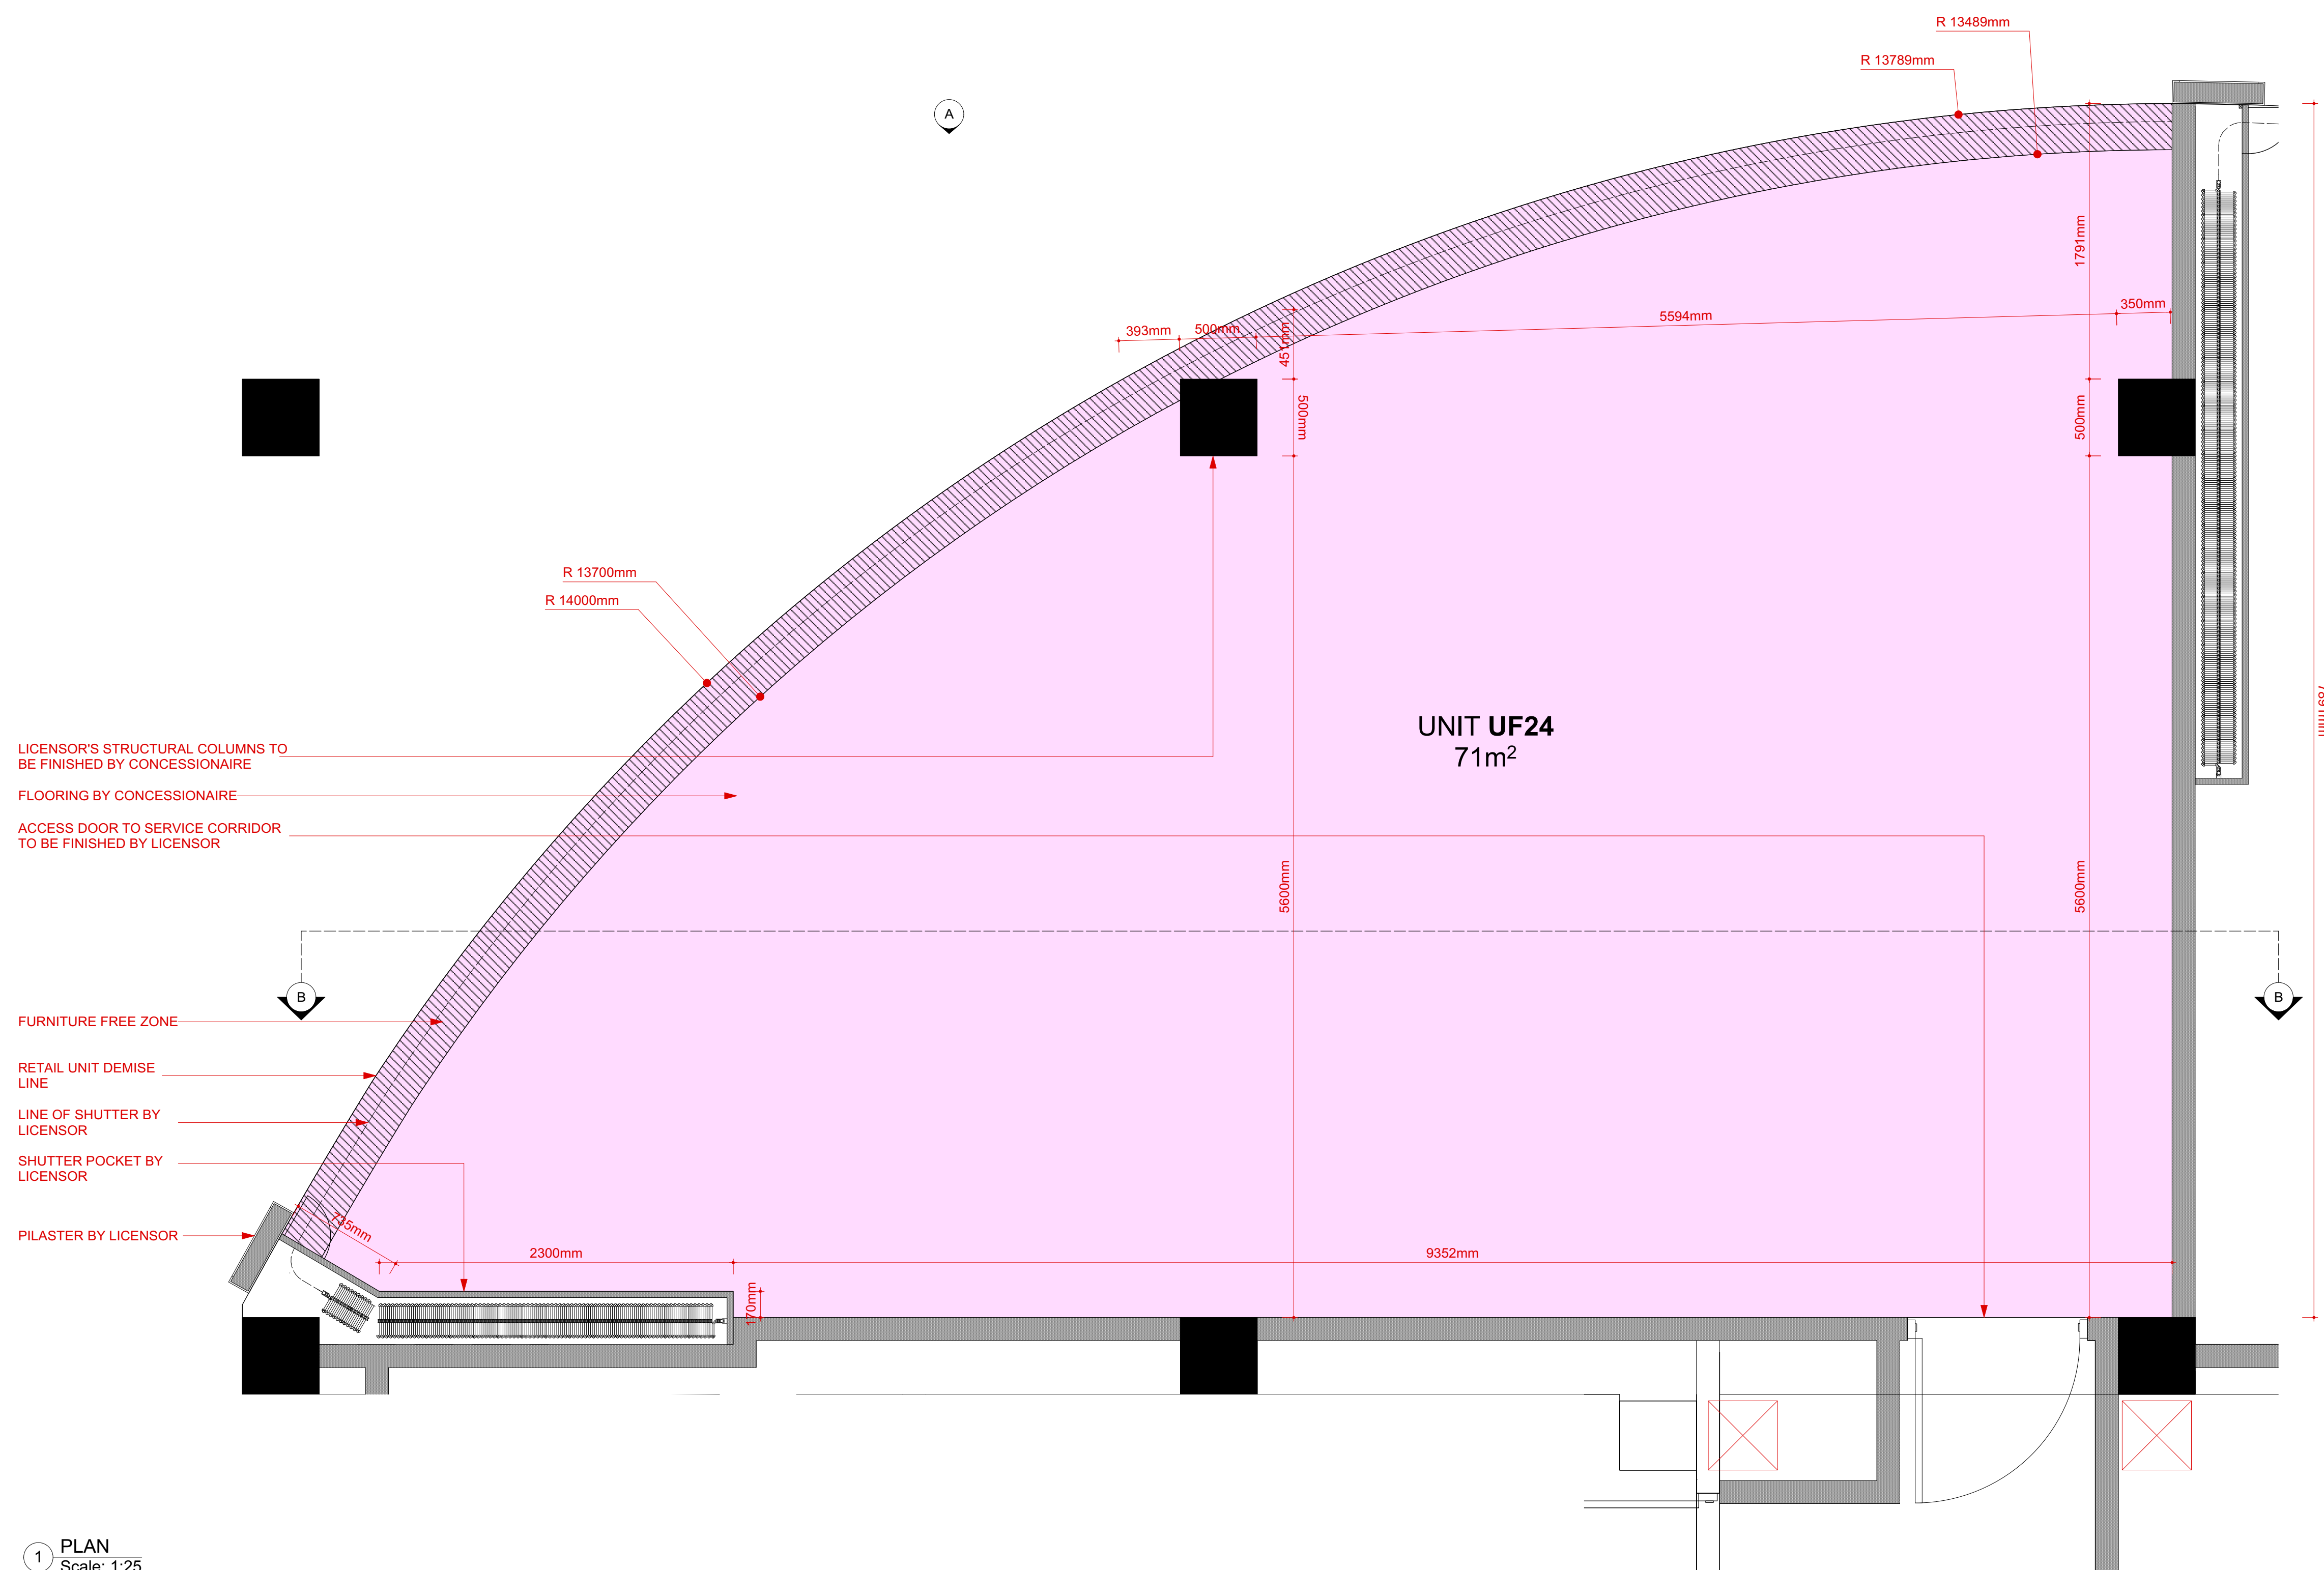 R 13489mm
R 13789mm
A
1791mm
350mm
5594mm
393mm
500mm
451mm
500mm
500mm
R 13700mm
R 14000mm
7891mm
UNIT UF24
71m²
LICENSOR'S STRUCTURAL COLUMNS TO
BE FINISHED BY CONCESSIONAIRE
FLOORING BY CONCESSIONAIRE
ACCESS DOOR TO SERVICE CORRIDOR
TO BE FINISHED BY LICENSOR
5600mm
5600mm
B
B
FURNITURE FREE ZONE
RETAIL UNIT DEMISE
LINE
LINE OF SHUTTER BY
LICENSOR
SHUTTER POCKET BY
LICENSOR
PILASTER BY LICENSOR
735mm
2300mm
9352mm
170mm
1
PLAN
Scale: 1:25